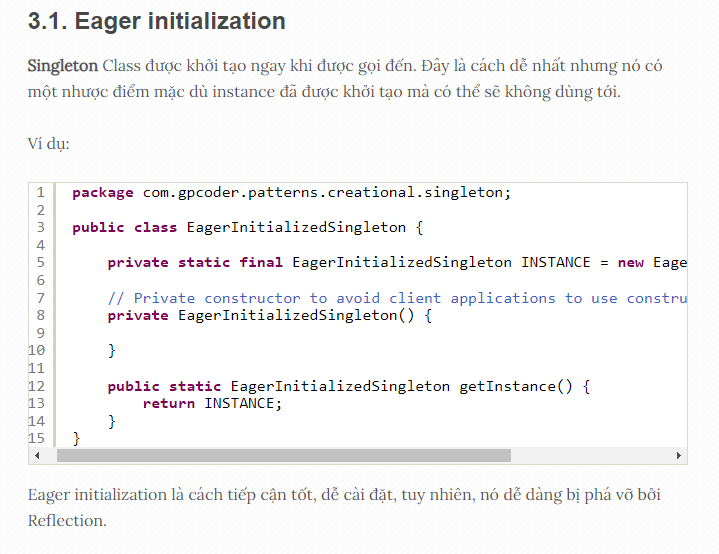 3.1. Eager initialization
Singleton Class được khởi tạo ngay khi được gọi đến. Đây là cách dễ nhất nhưng nó có
một nhược điểm mặc dù instance đã được khởi tạo mà có thể sẽ không dùng tới.
Ví dụ:
1 package com.gpcoder.patterns.creational.singleton;
2
3 public class EagerInitializedSingleton {
4
5 private static final EagerInitializedSingleton INSTANCE = new Eage
6
7 // Private constructor to avoid client applications to use constru
8 private EagerInitializedSingleton() {
9
10 }
11
12 public static EagerInitializedSingleton getInstance() {
13 return INSTANCE;
14 }
15 }
Eager initialization là cách tiếp cận tốt, dễ cài đặt, tuy nhiên, nó dễ dàng bị phá vỡ bởi
Reflection.